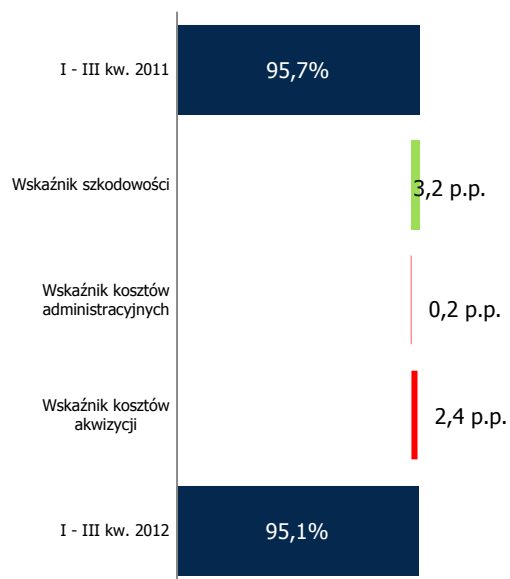 I - III kw. 2011
95,7%
Wskaźnik szkodowości
3,2 p.p.
Wskaźnik kosztów
administracyjnych
0,2 p.p.
Wskaźnik kosztów
akwizycji
2,4 p.p.
I - III kw. 2012
95,1%